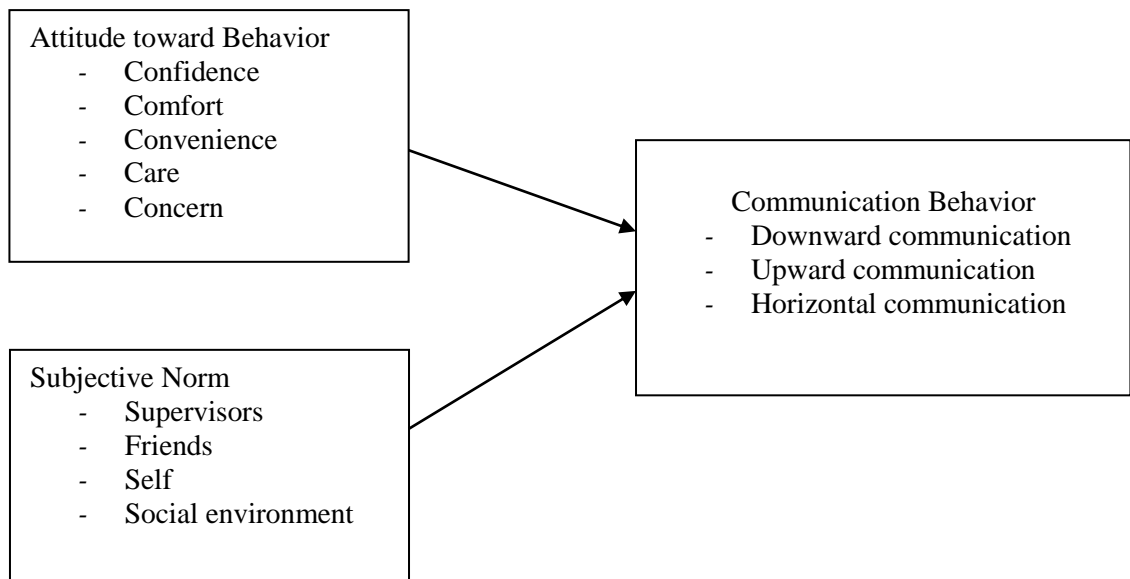 Attitude toward Behavior
- Confidence
- Comfort
- Convenience
- Care
- Concern
Communication Behavior
- Downward communication
- Upward communication
- Horizontal communication
Subjective Norm
- Supervisors
- Friends
- Self
- Social environment